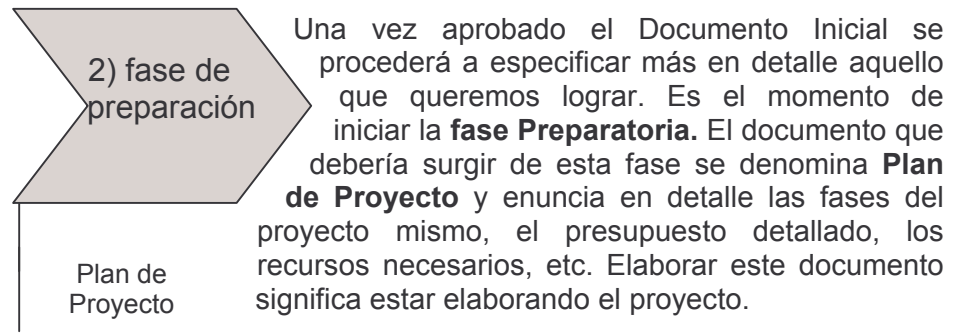 2) fase de
preparación
Plan de
Proyecto
Una vez aprobado el Documento Inicial se
procederá a especificar más en detalle aquello
que queremos lograr. Es el momento de
iniciar la fase Preparatoria. El documento que
debería surgir de esta fase se denomina Plan
de Proyecto y enuncia en detalle las fases del
proyecto mismo, el presupuesto detallado, los
recursos necesarios, etc. Elaborar este documento
significa estar elaborando el proyecto.